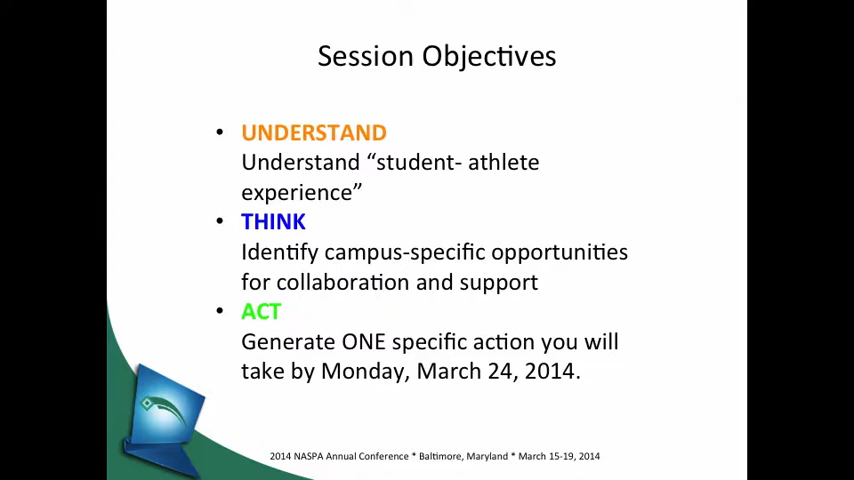 Session Objectives
• UNDERSTAND
Understand “student- athlete
experience”
• THINK
Identify campus-specific opportunities
for collaboration and support
• ACT
Generate ONE specific action you will
take by Monday, March 24, 2014.
2014 NASPA Annual Conference * Baltimore, Maryland * March 15-19, 2014